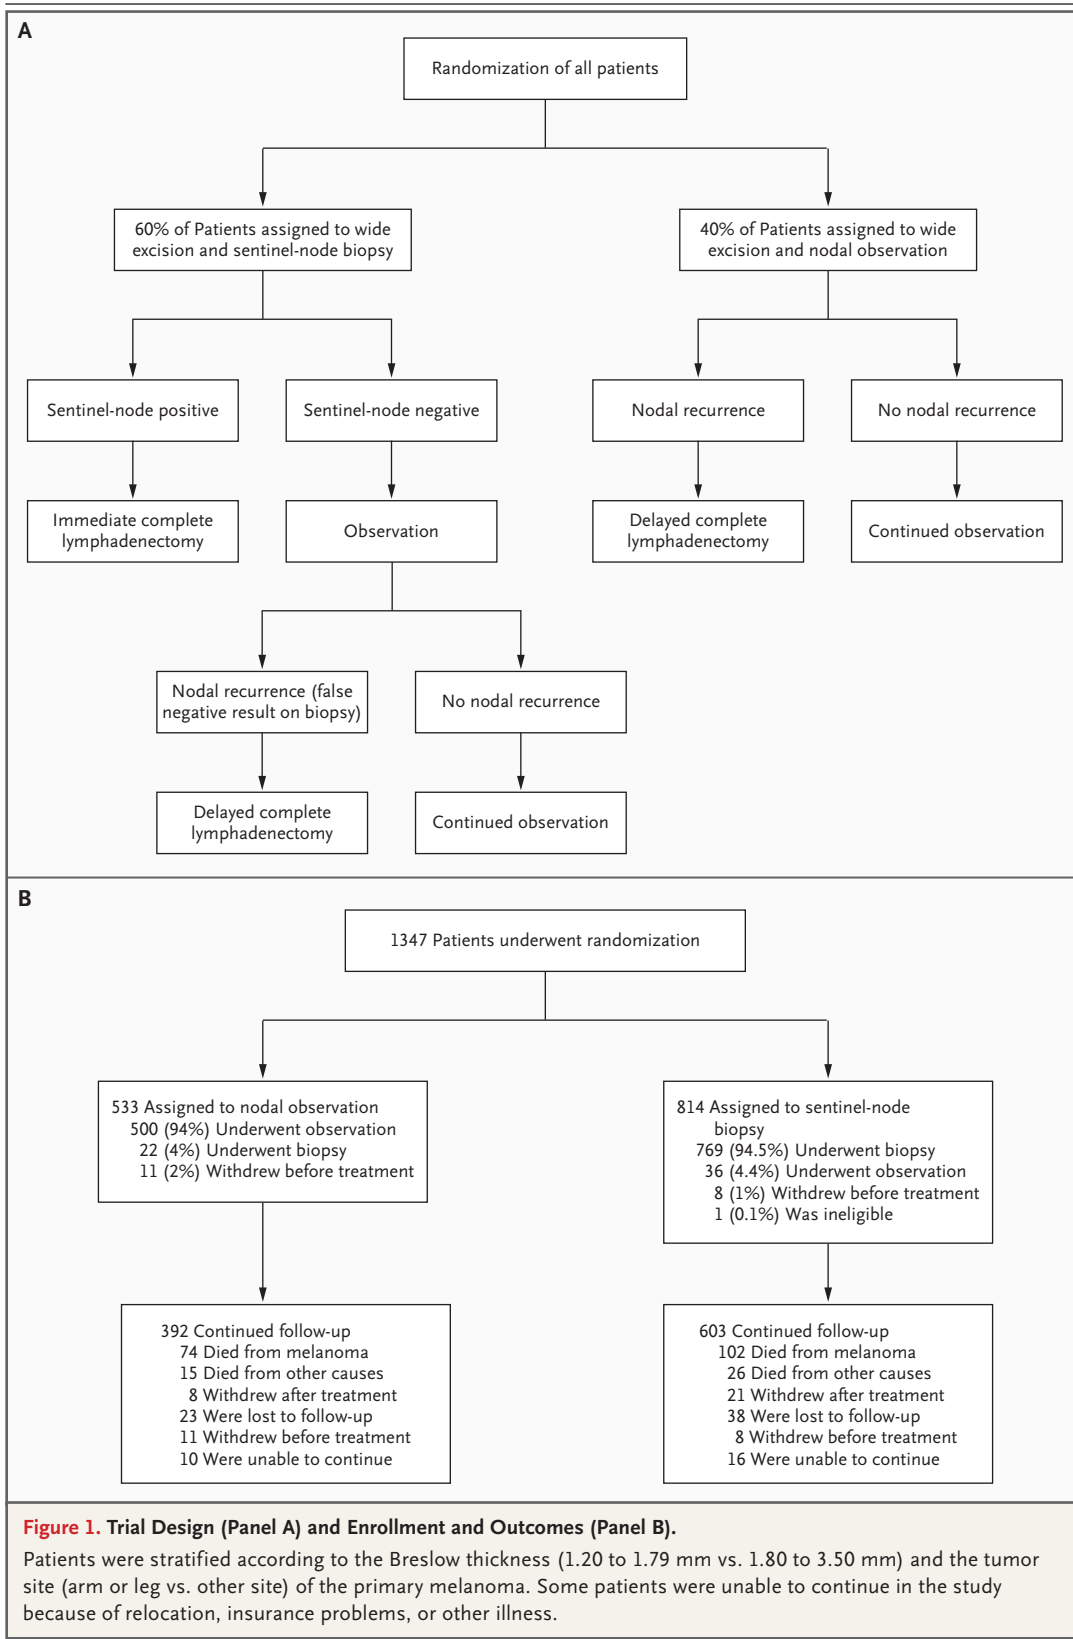 A
Randomization of all patients
60% of Patients assigned to wide
excision and sentinel-node biopsy
40% of Patients assigned to wide
excision and nodal observation
Sentinel-node positive
Sentinel-node negative
Nodal recurrence
No nodal recurrence
Immediate complete
lymphadenectomy
Observation
Delayed complete
lymphadenectomy
Continued observation
Nodal recurrence (false
negative result on biopsy)
No nodal recurrence
Delayed complete
lymphadenectomy
Continued observation
B
1347 Patients underwent randomization
533 Assigned to nodal observation
500 (94%) Underwent observation
22 (4%) Underwent biopsy
11 (2%) Withdrew before treatment
814 Assigned to sentinel-node
biopsy
769 (94.5%) Underwent biopsy
36 (4.4%) Underwent observation
8 (1%) Withdrew before treatment
1 (0.1%) Was ineligible
392 Continued follow-up
74 Died from melanoma
15 Died from other causes
8 Withdrew after treatment
23 Were lost to follow-up
11 Withdrew before treatment
10 Were unable to continue
603 Continued follow-up
102 Died from melanoma
26 Died from other causes
21 Withdrew after treatment
38 Were lost to follow-up
8 Withdrew before treatment
16 Were unable to continue
Figure 1. Trial Design (Panel A) and Enrollment and Outcomes (Panel B).
Patients were stratified according to the Breslow thickness (1.20 to 1.79 mm vs. 1.80 to 3.50 mm) and the tumor
site (arm or leg vs. other site) of the primary melanoma. Some patients were unable to continue in the study
because of relocation, insurance problems, or other illness.